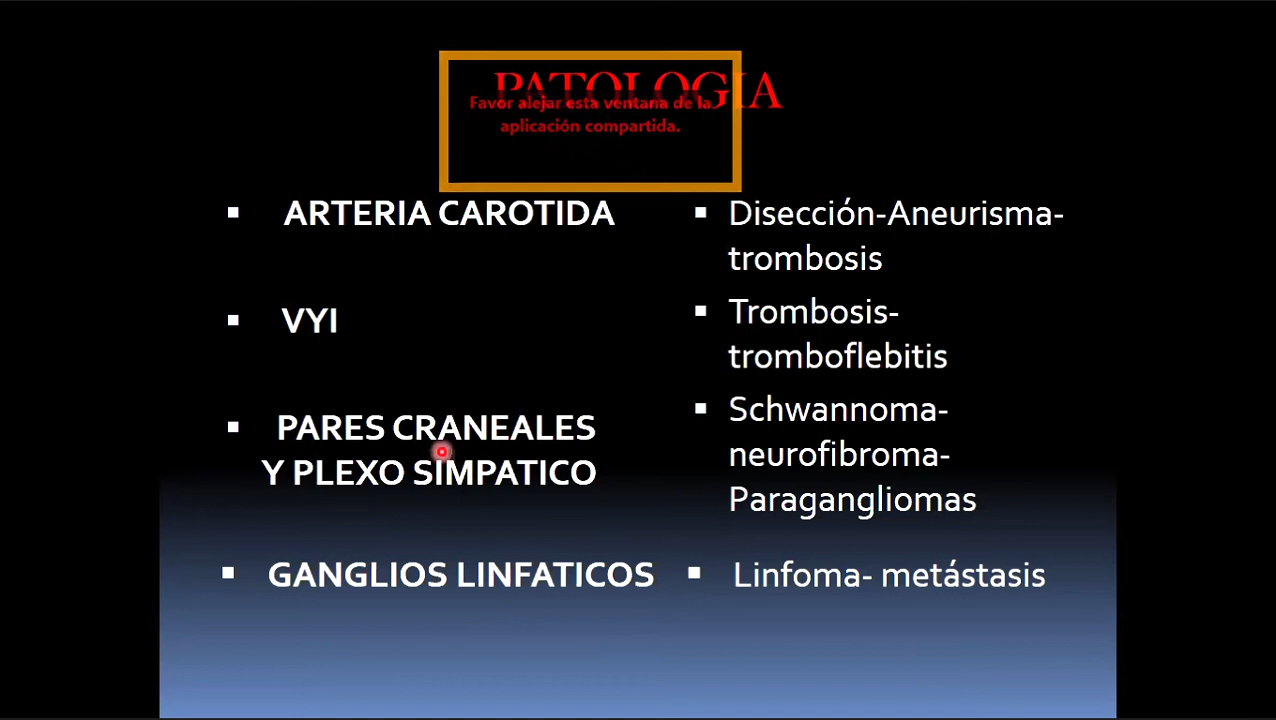 PATOLOGIA
Favor alejar esta ventana de la
aplicación compartida.
ARTERIA CAROTIDA
Disección-Aneurisma-
trombosis
VYI
Trombosis-
tromboflebitis
PARES CRANEALES
Y PLEXO SIMPATICO
Schwannoma-
neurofibroma-
Paragangliomas
GANGLIOS LINFATICOS
Linfoma- metástasis